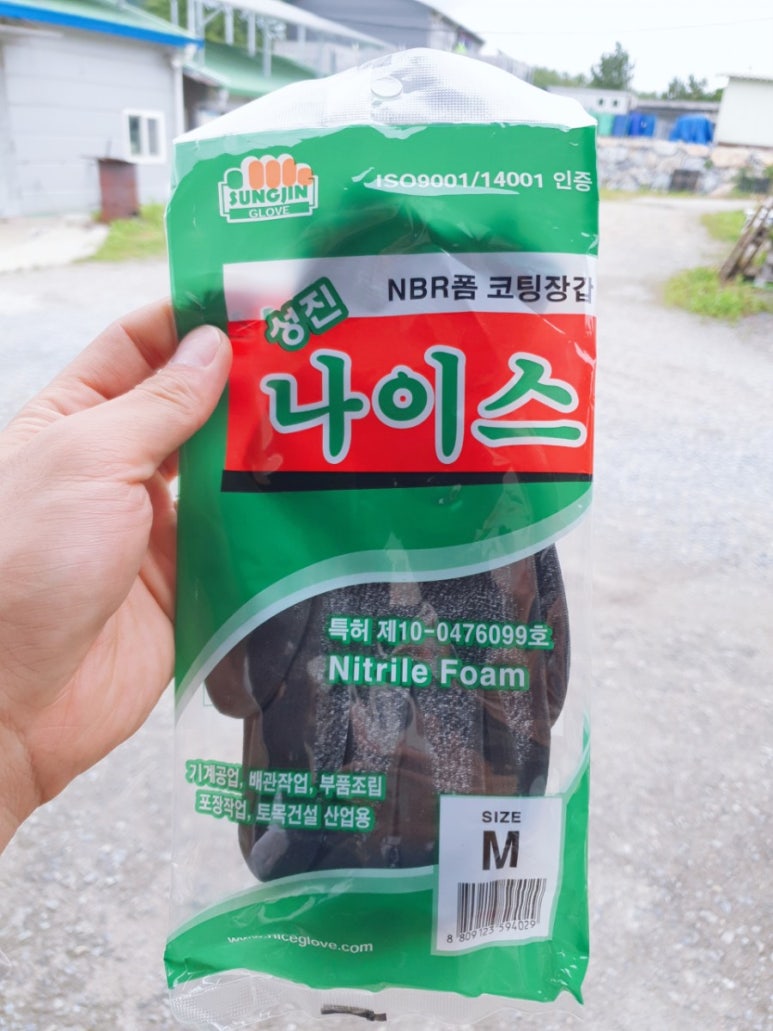 SUNGJIN
GLOVE
ISO9001/14001 인증
성진
NBR폼 코팅장갑
나이스
특허 제10-0476099호
Nitrile Foam
기계공업, 배관작업, 부품조립
포장작업, 토목건설 산업용
SIZE
M
8 809123 594029
www.niceglove.com